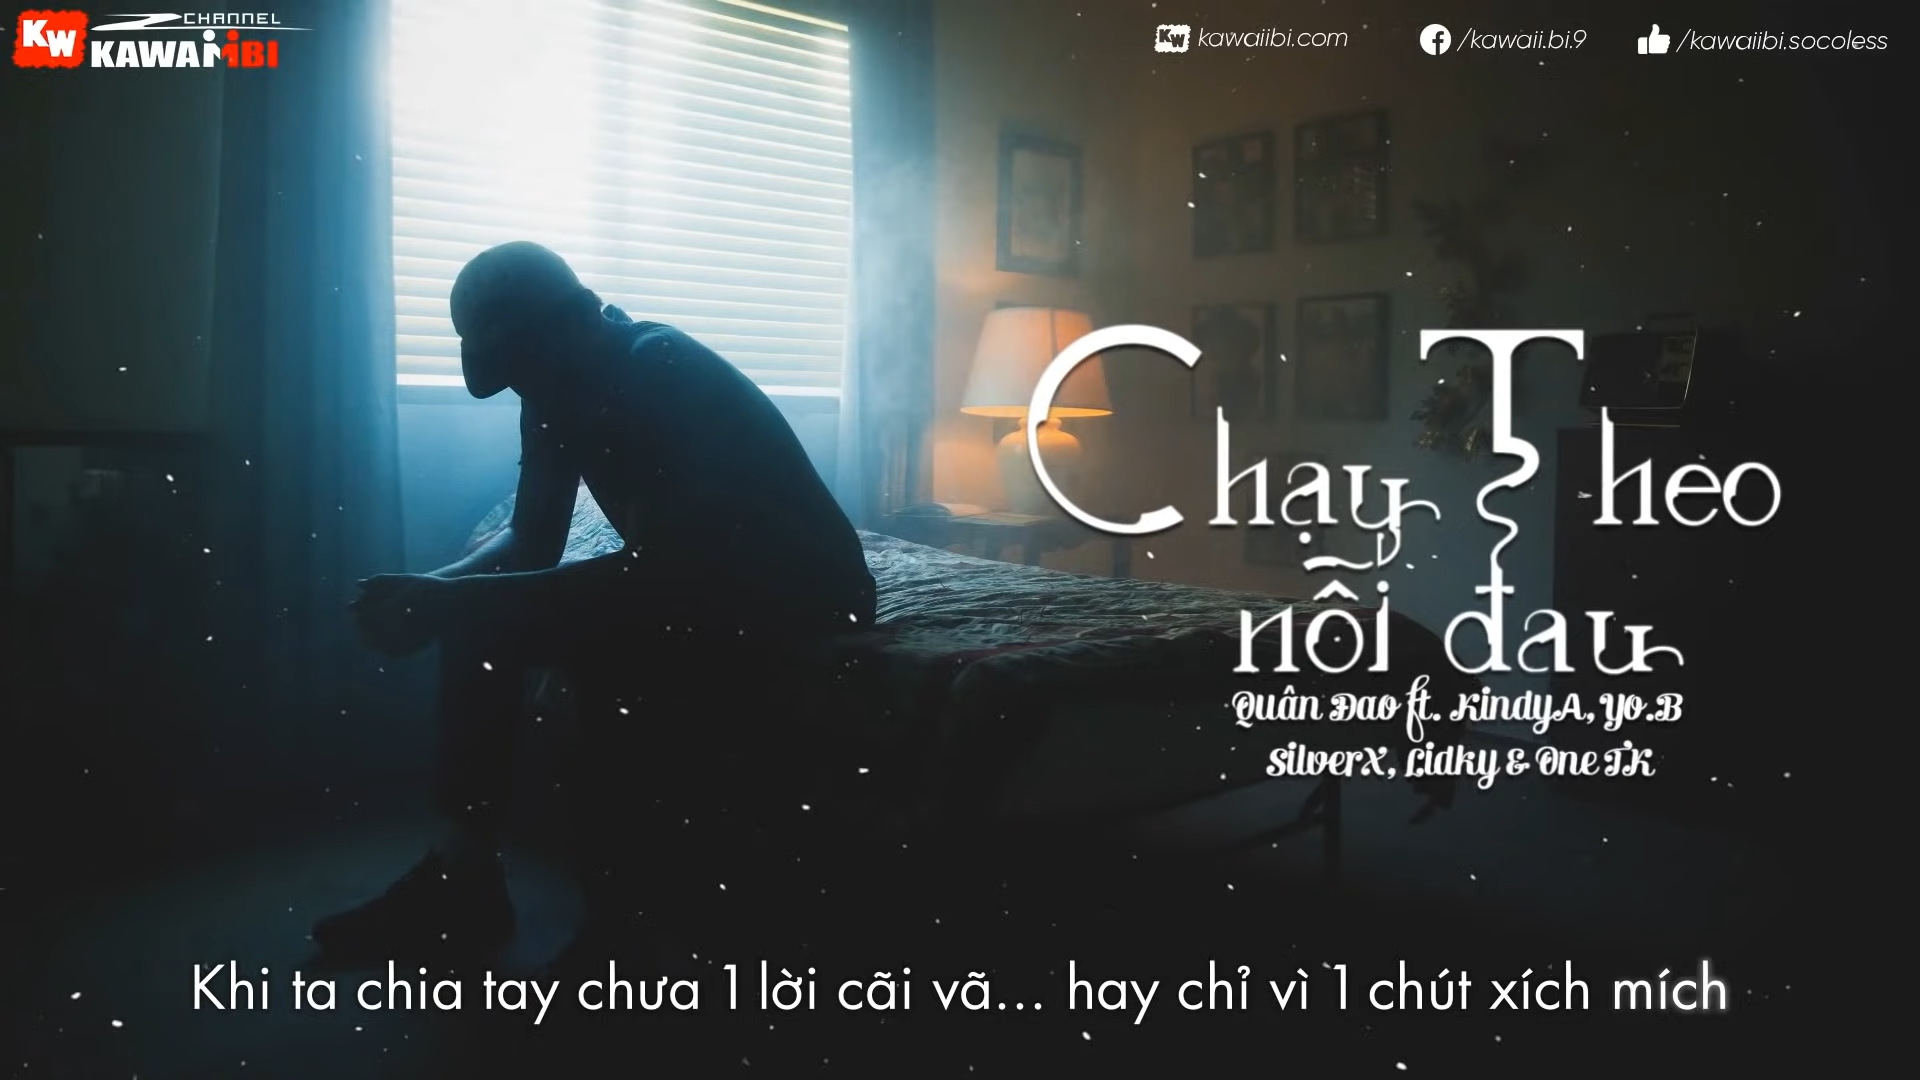 KW CHANNEL
KAWAIIBI
KW kawaiibi.com
/kawaii.bi.9
/kawaiibi.socoless
Chạy Theo
nỗi đau
Quân Đao ft. KindyA, Yo.B
SilverX, Lidky & One TK
Khi ta chia tay chưa 1 lời cãi vã... hay chỉ vì 1 chút xích mích